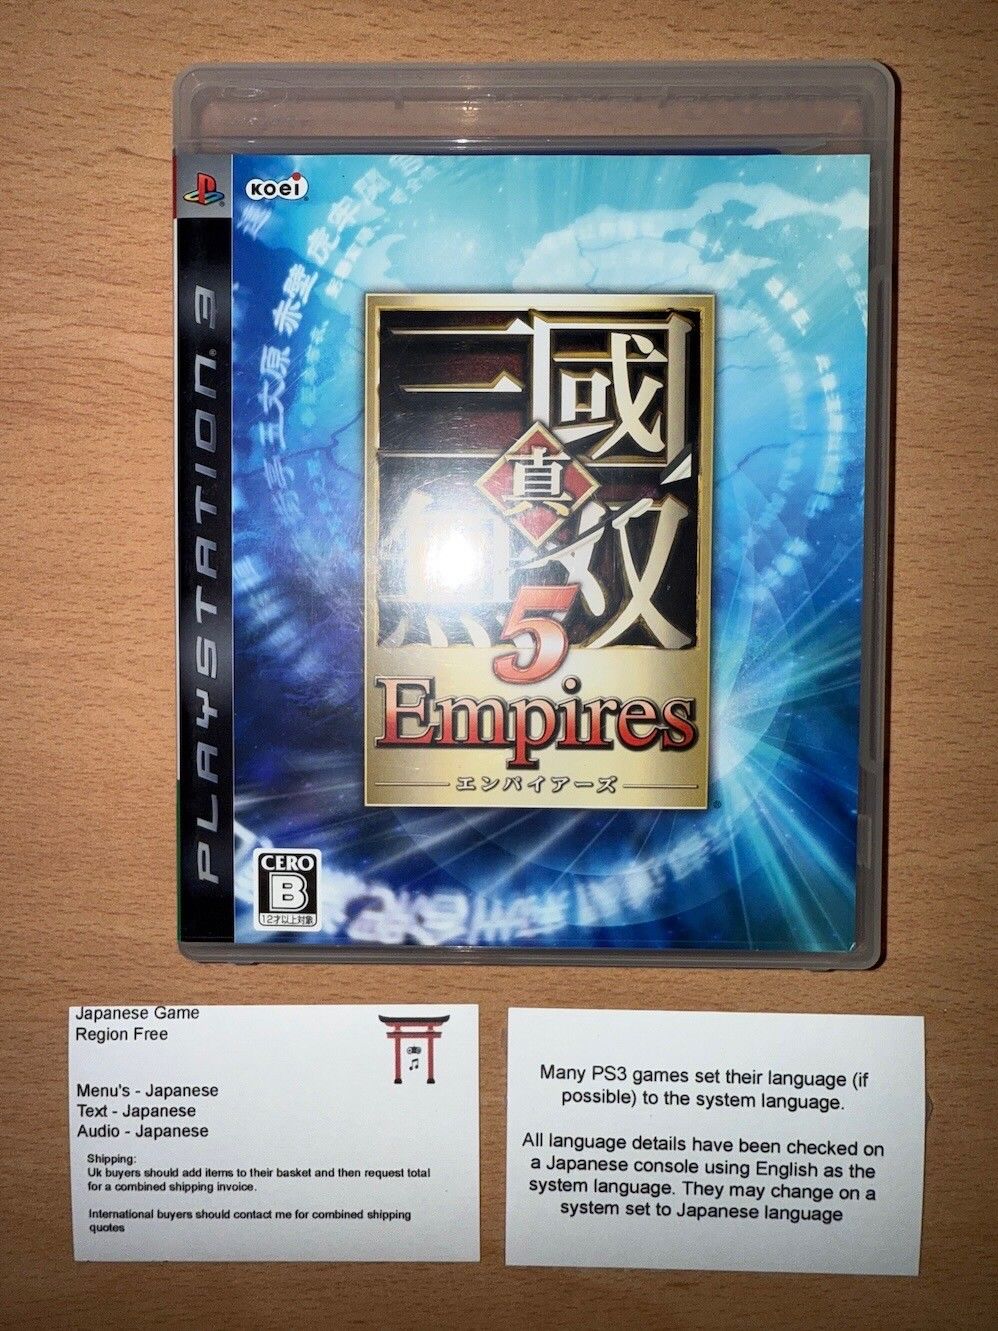 PLAYSTATION 3
KOEI
三國
真
無双
5
Empires
エンパイアーズ
CERO
B
12才以上対象
Japanese Game
Region Free
Menu's - Japanese
Text - Japanese
Audio - Japanese
Shipping:
Uk buyers should add items to their basket and then request total
for a combined shipping invoice.
International buyers should contact me for combined shipping
quotes
Many PS3 games set their language (if
possible) to the system language.
All language details have been checked on
a Japanese console using English as the
system language. They may change on a
system set to Japanese language